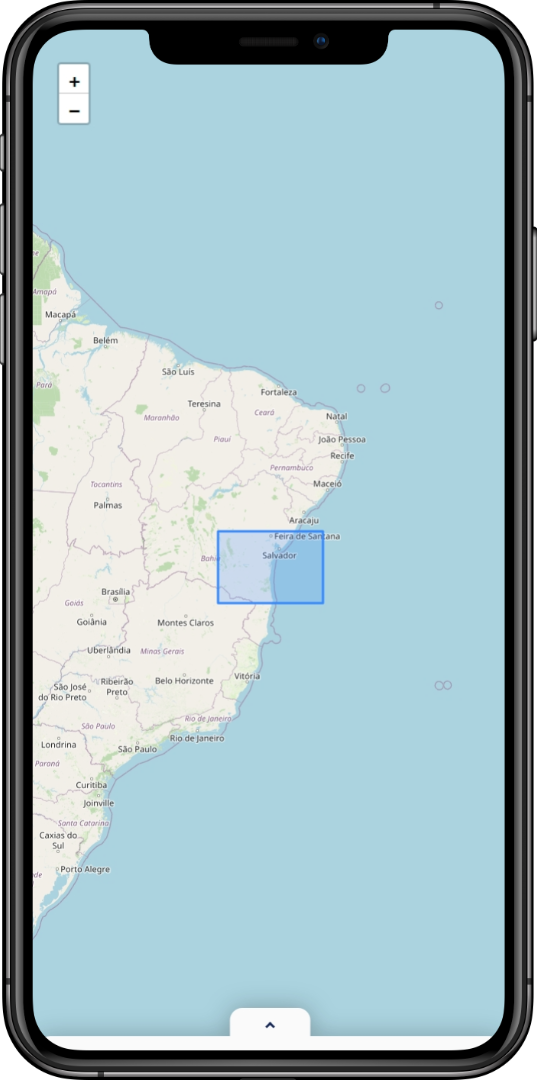 +
−
pe
Amapá
Macapá
Belém
São Luís
Fortaleza
Pará
Teresina
Ceará
Maranhão
Natal
Piauí
João Pessoa
Recife
Pernambuco
Tocantins
Maceió
Palmas
Aracaju
Feira de Santana
Bahia
Salvador
Brasília
Goiás
Goiânia
Montes Claros
Uberlândia
Minas Gerais
Vitória
Ribeirão
Preto
Belo Horizonte
São José
do Rio Preto
Rio de Janeiro
São Paulo
Rio de Janeiro
Londrina
São Paulo
Paraná
Curitiba
Joinville
Santa Catarina
Caxias do
Sul
Porto Alegre
de